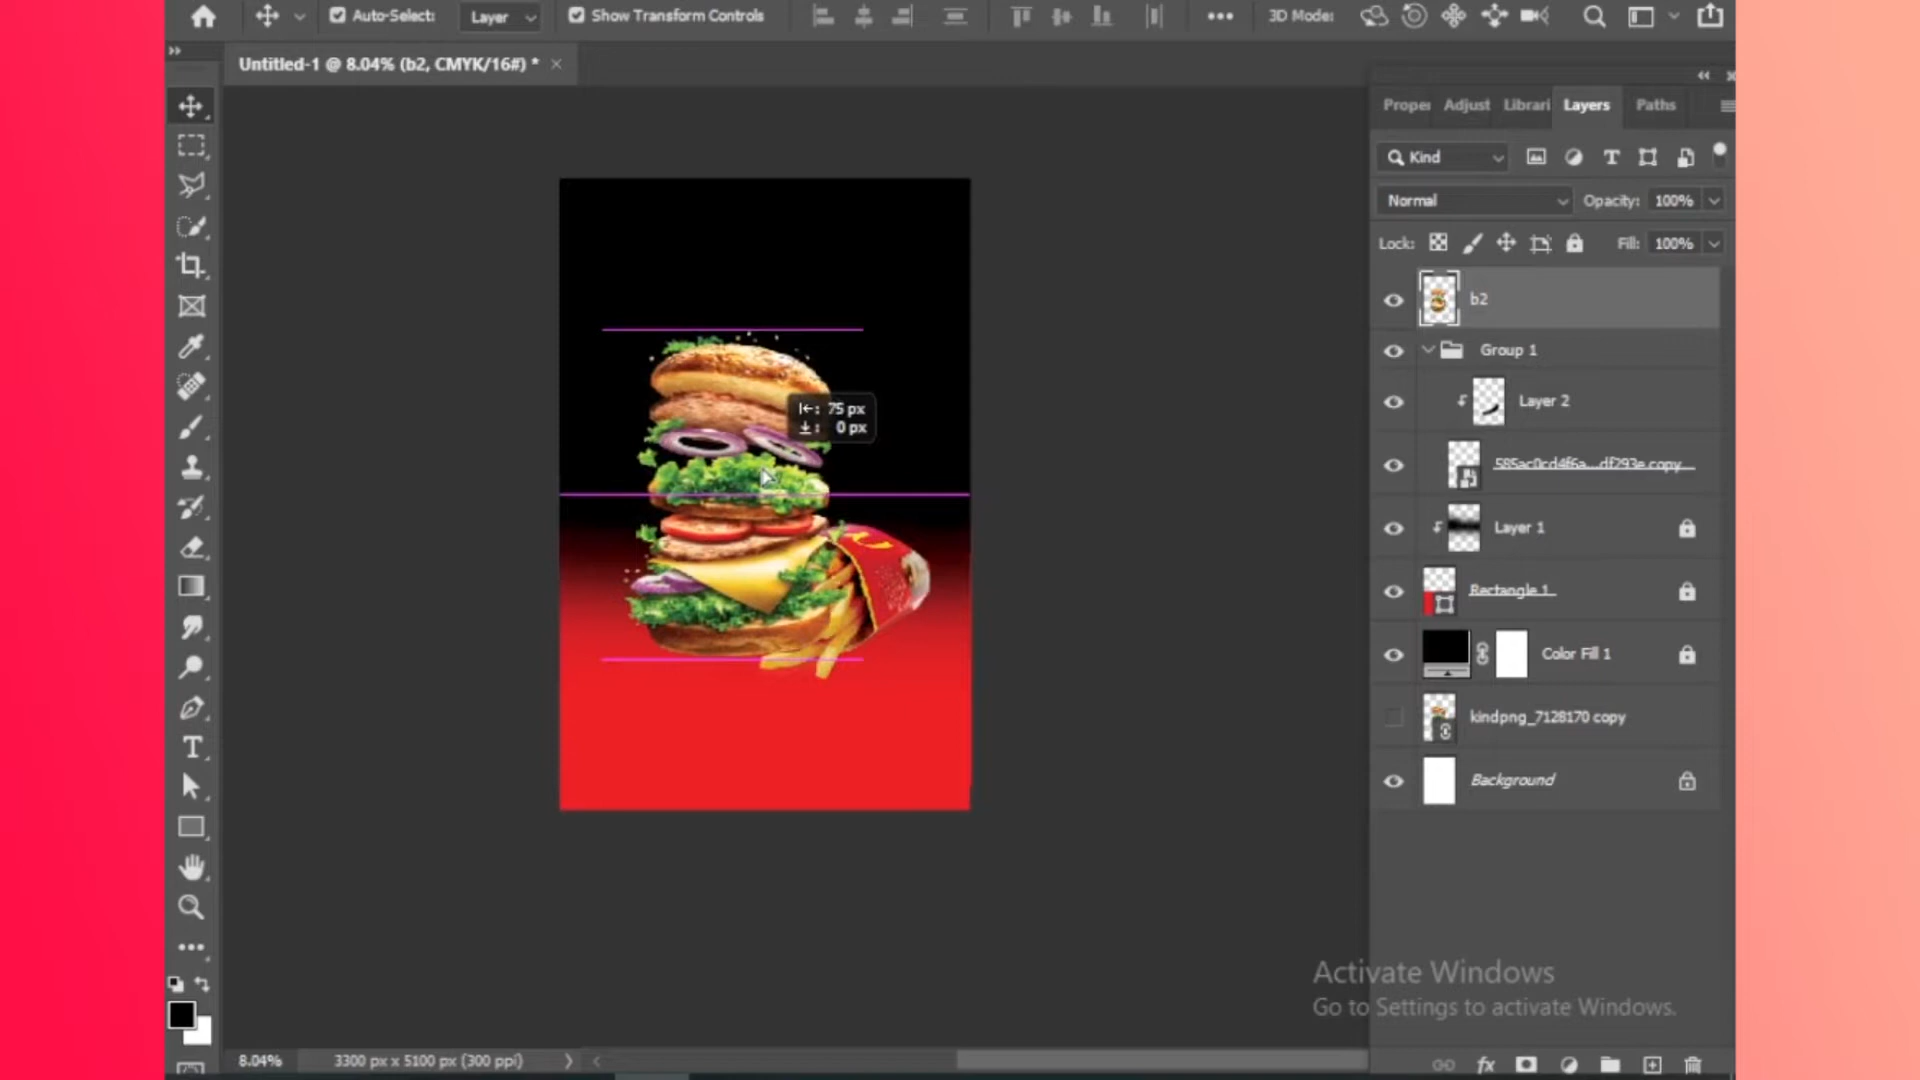 Auto-Select:
Layer
Show Transform Controls
3D Mode:
Untitled-1 @ 8.04% (b2, CMYK/16#) *
Proper
Adjust
Librari
Layers
Paths
Kind
Normal
Opacity: 100%
Lock:
Fill: 100%
b2
Group 1
Layer 2
585ac0cd4f6a...df293e copy
Layer 1
Rectangle 1
Color Fill 1
kindpng_7128170 copy
Background
75 px
0 px
Activate Windows
Go to Settings to activate Windows.
8.04%
3300 px x 5100 px (300 ppi)